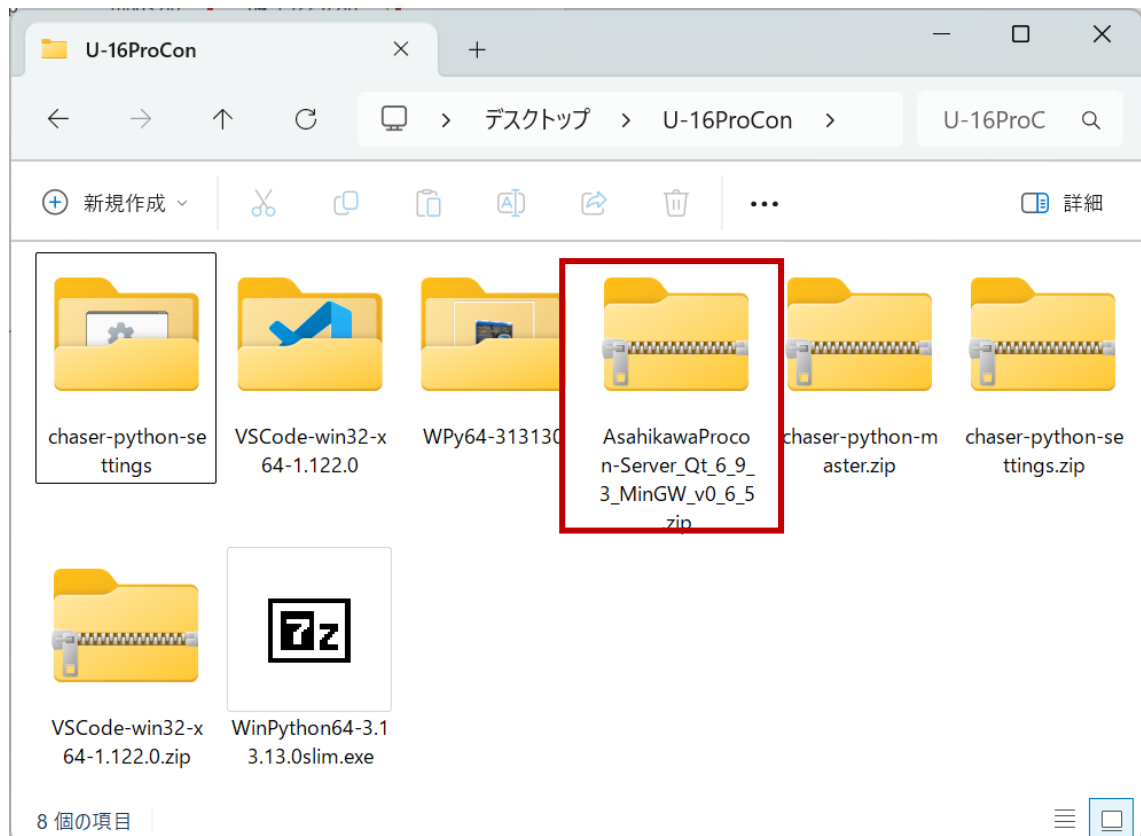 U-16ProCon
デスクトップ > U-16ProCon >
U-16ProC
新規作成
詳細
chaser-python-se
ttings
VSCode-win32-x
64-1.122.0
WPy64-313130
AsahikawaProco
n-Server_Qt_6_9_
3_MinGW_v0_6_5
.zip
chaser-python-m
aster.zip
chaser-python-se
ttings.zip
VSCode-win32-x
64-1.122.0.zip
7z
WinPython64-3.1
3.13.0slim.exe
8 個の項目